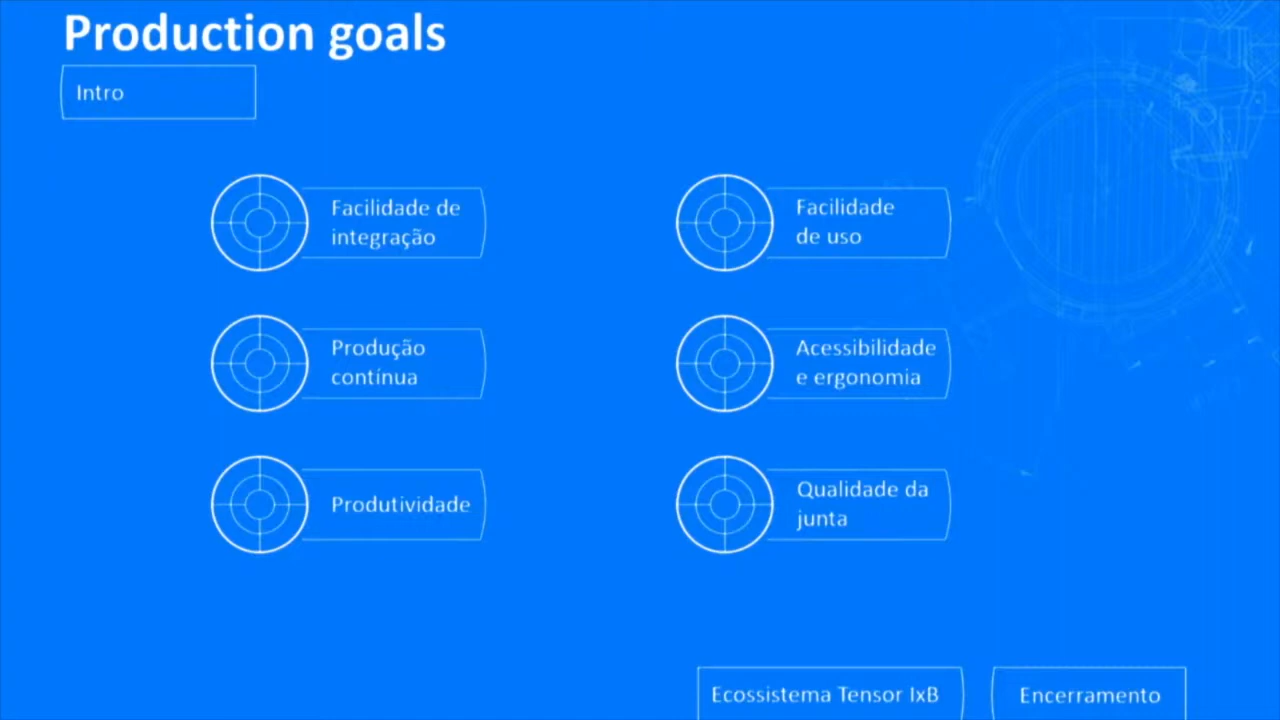 Production goals
Intro
Facilidade de
integração
Facilidade
de uso
Produção
contínua
Acessibilidade
e ergonomia
Produtividade
Qualidade da
junta
Ecossistema Tensor IxB
Encerramento